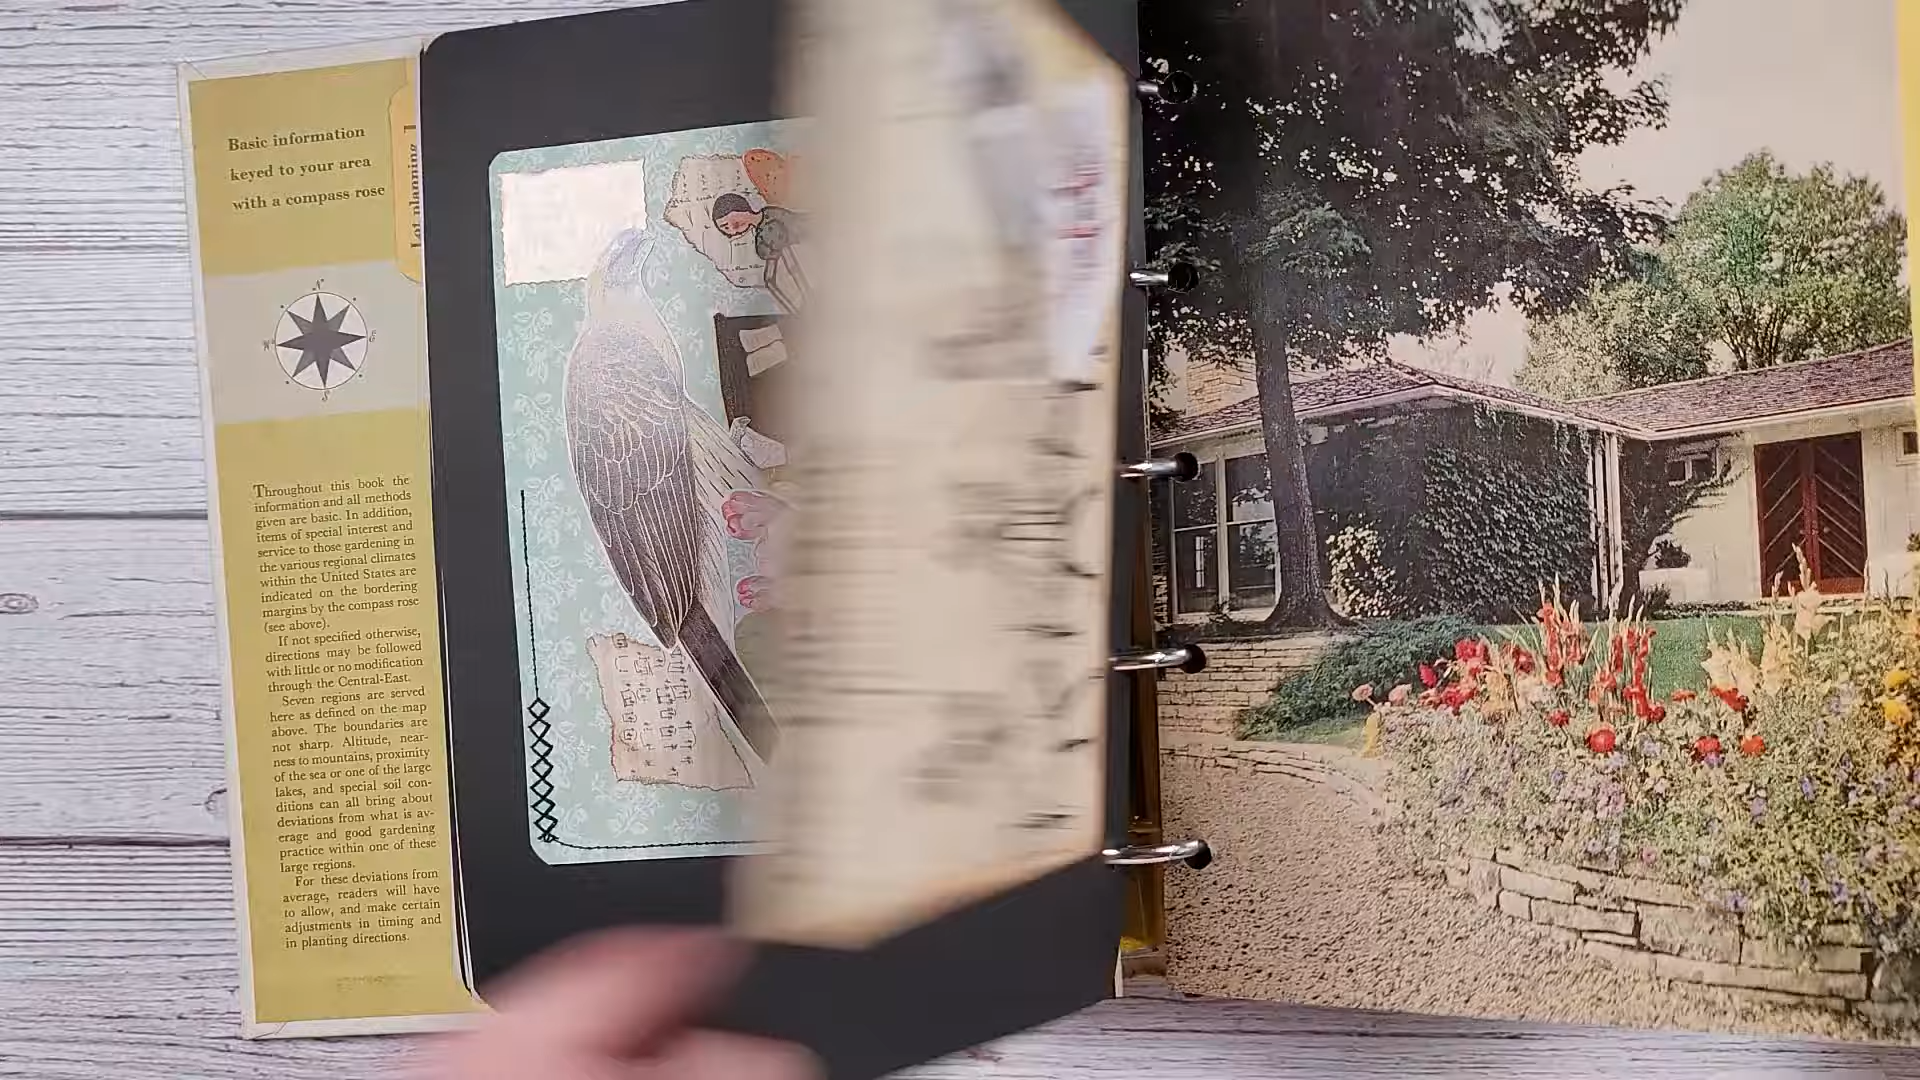 Basic information
keyed to your area
with a compass rose
Lot planning
N
W
E
S
Throughout this book the
information and all methods
given are basic. In addition,
items of special interest and
service to those gardening in
the various regional climates
within the United States are
indicated on the bordering
margins by the compass rose
(see above).
If not specified otherwise,
directions may be followed
with little or no modification
through the Central-East.
Seven regions are served
here as defined on the map
above. The boundaries are
not sharp. Altitude, near-
ness to mountains, proximity
of the sea or one of the large
lakes, and special soil con-
ditions can all bring about
deviations from what is av-
erage and good gardening
practice within one of these
large regions.
For these deviations from
average, readers will have
to allow, and make certain
adjustments in timing and
in planting directions.